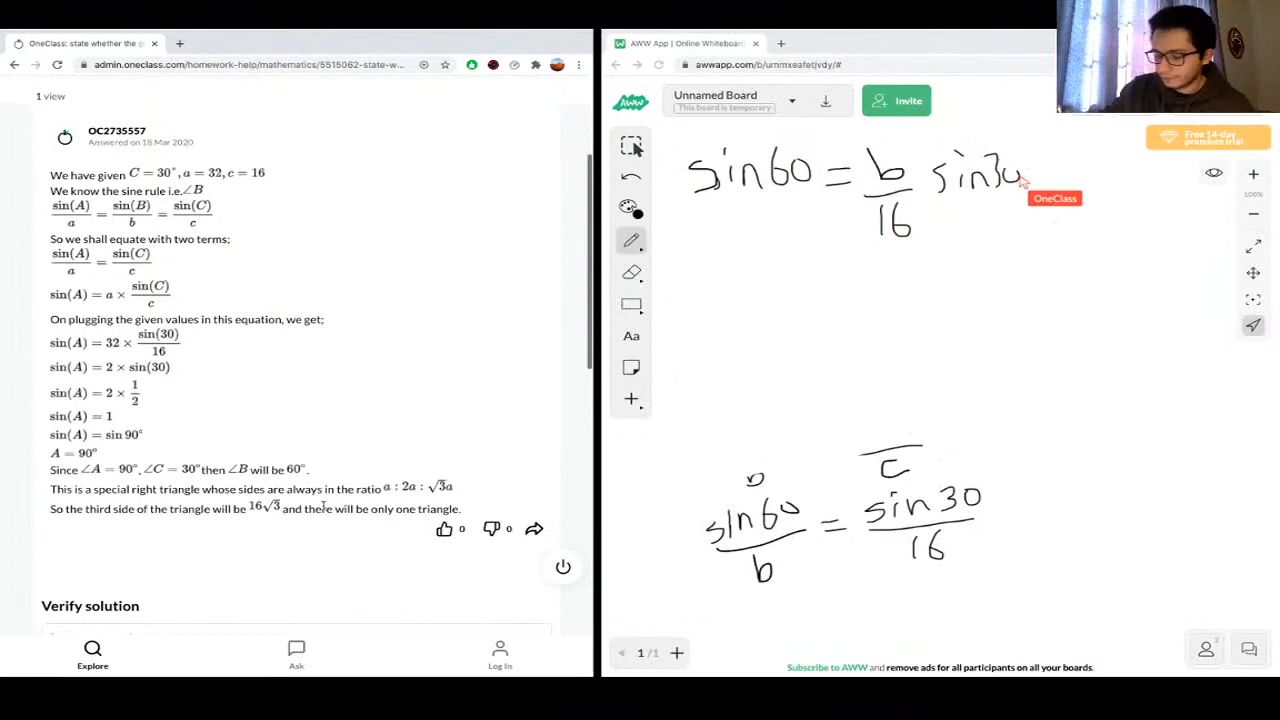 OneClass: state whether the g
admin.oneclass.com/homework-help/mathematics/5515062-state-w...
1 view
OC2735557
Answered on 18 Mar 2020
We have given C = 30°, a = 32, c = 16
We know the sine rule i.e.∠B
sin(A)/a = sin(B)/b = sin(C)/c
So we shall equate with two terms;
sin(A)/a = sin(C)/c
sin(A) = a × sin(C)/c
On plugging the given values in this equation, we get;
sin(A) = 32 × sin(30)/16
sin(A) = 2 × sin(30)
sin(A) = 2 × 1/2
sin(A) = 1
sin(A) = sin 90°
A = 90°
Since ∠A = 90°, ∠C = 30° then ∠B will be 60°.
This is a special right triangle whose sides are always in the ratio a : 2a : √3a
So the third side of the triangle will be 16√3 and there will be only one triangle.
0 0
Verify solution
Explore Ask Log In
AWW App | Online Whiteboard
awwapp.com/b/ummxeafetjvdy/#
AWW
Unnamed Board
This board is temporary
Invite
Free 14-day
premium trial
100%
sin60 = b/16 sin30
OneClass
Aa
c
sin60/b = sin30/16
1 / 1
Subscribe to AWW and remove ads for all participants on all your boards.